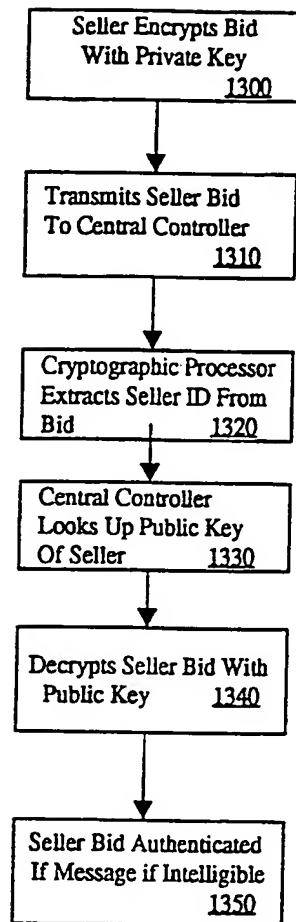 Seller Encrypts Bid
With Private Key
1300
Transmits Seller Bid
To Central Controller
1310
Cryptographic Processor
Extracts Seller ID From
Bid 1320
Central Controller
Looks Up Public Key
Of Seller 1330
Decrypts Seller Bid With
Public Key 1340
Seller Bid Authenticated
If Message if Intelligible
1350